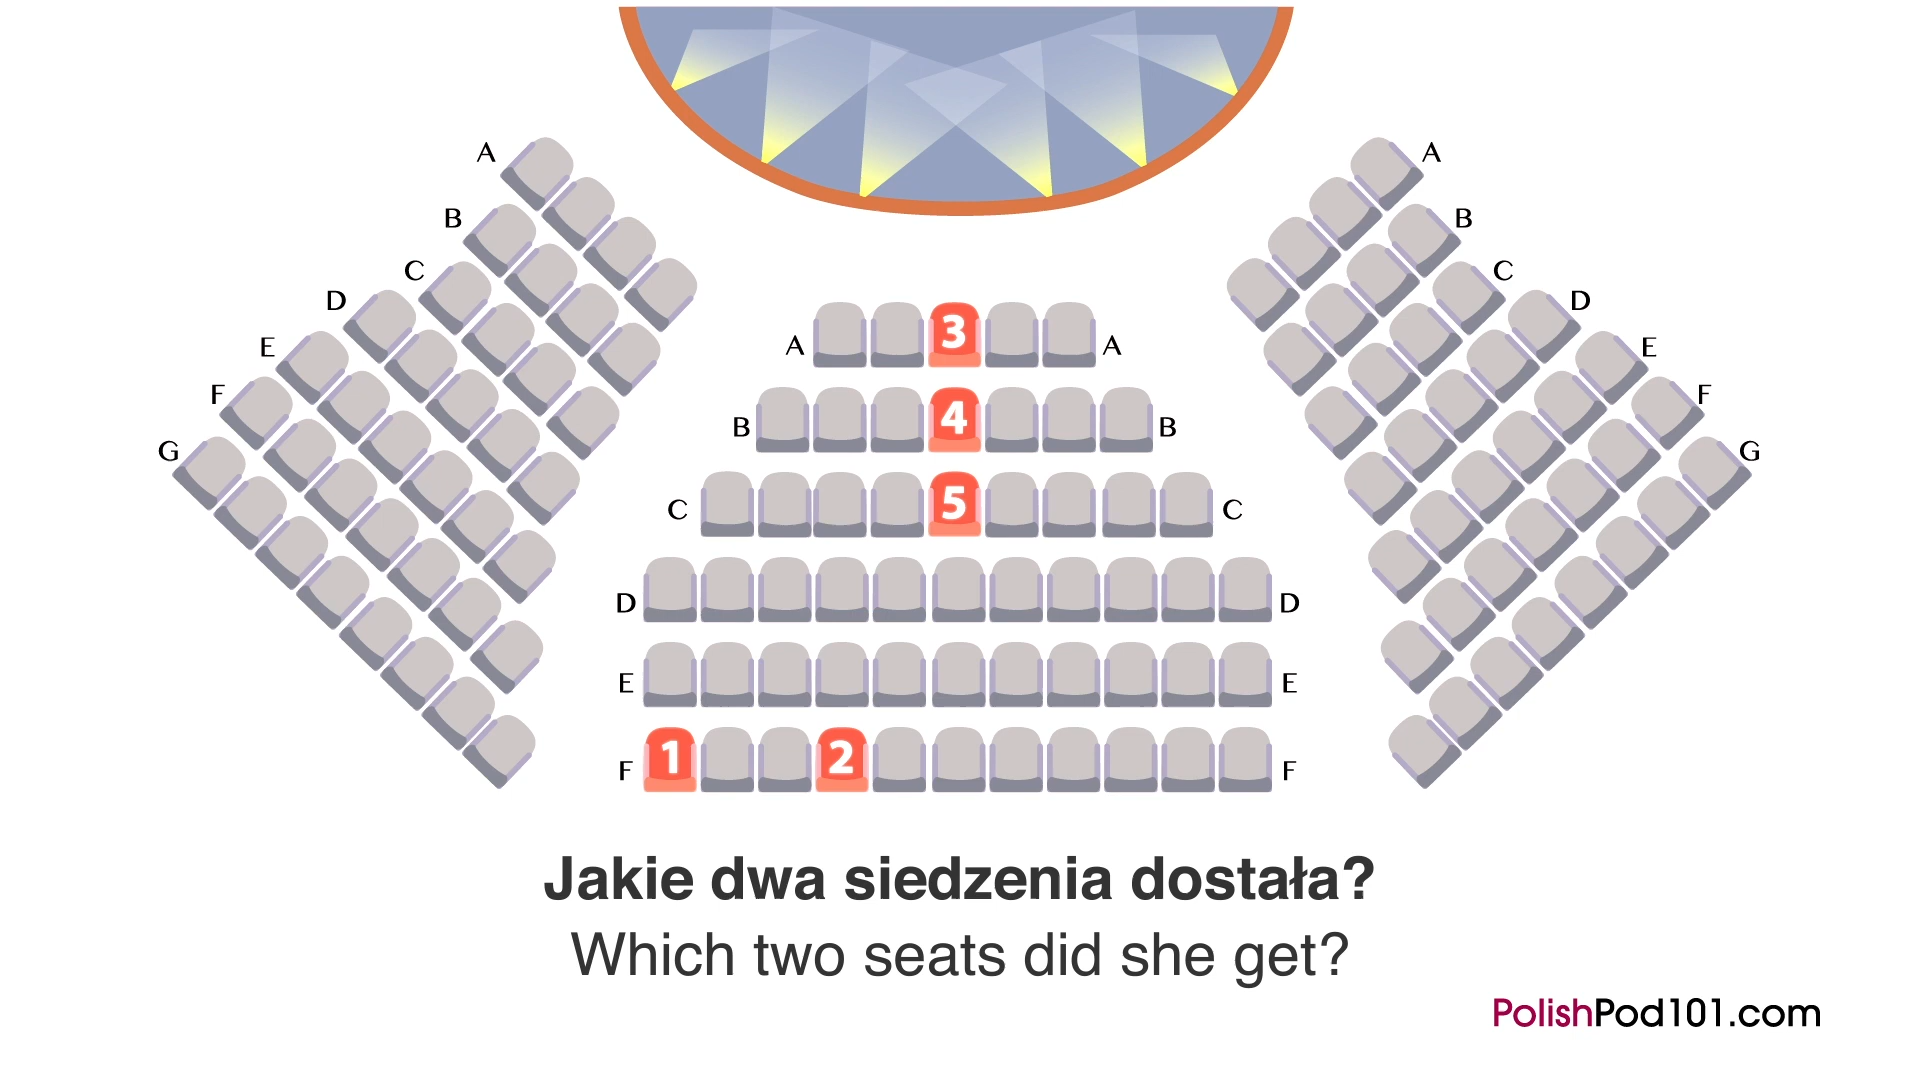 A
A
B
B
C
C
D
D
E
E
F
F
G
G
A 3 A
B 4 B
C 5 C
D D
E E
F 1 2 F
Jakie dwa siedzenia dostała?
Which two seats did she get?
PolishPod101.com